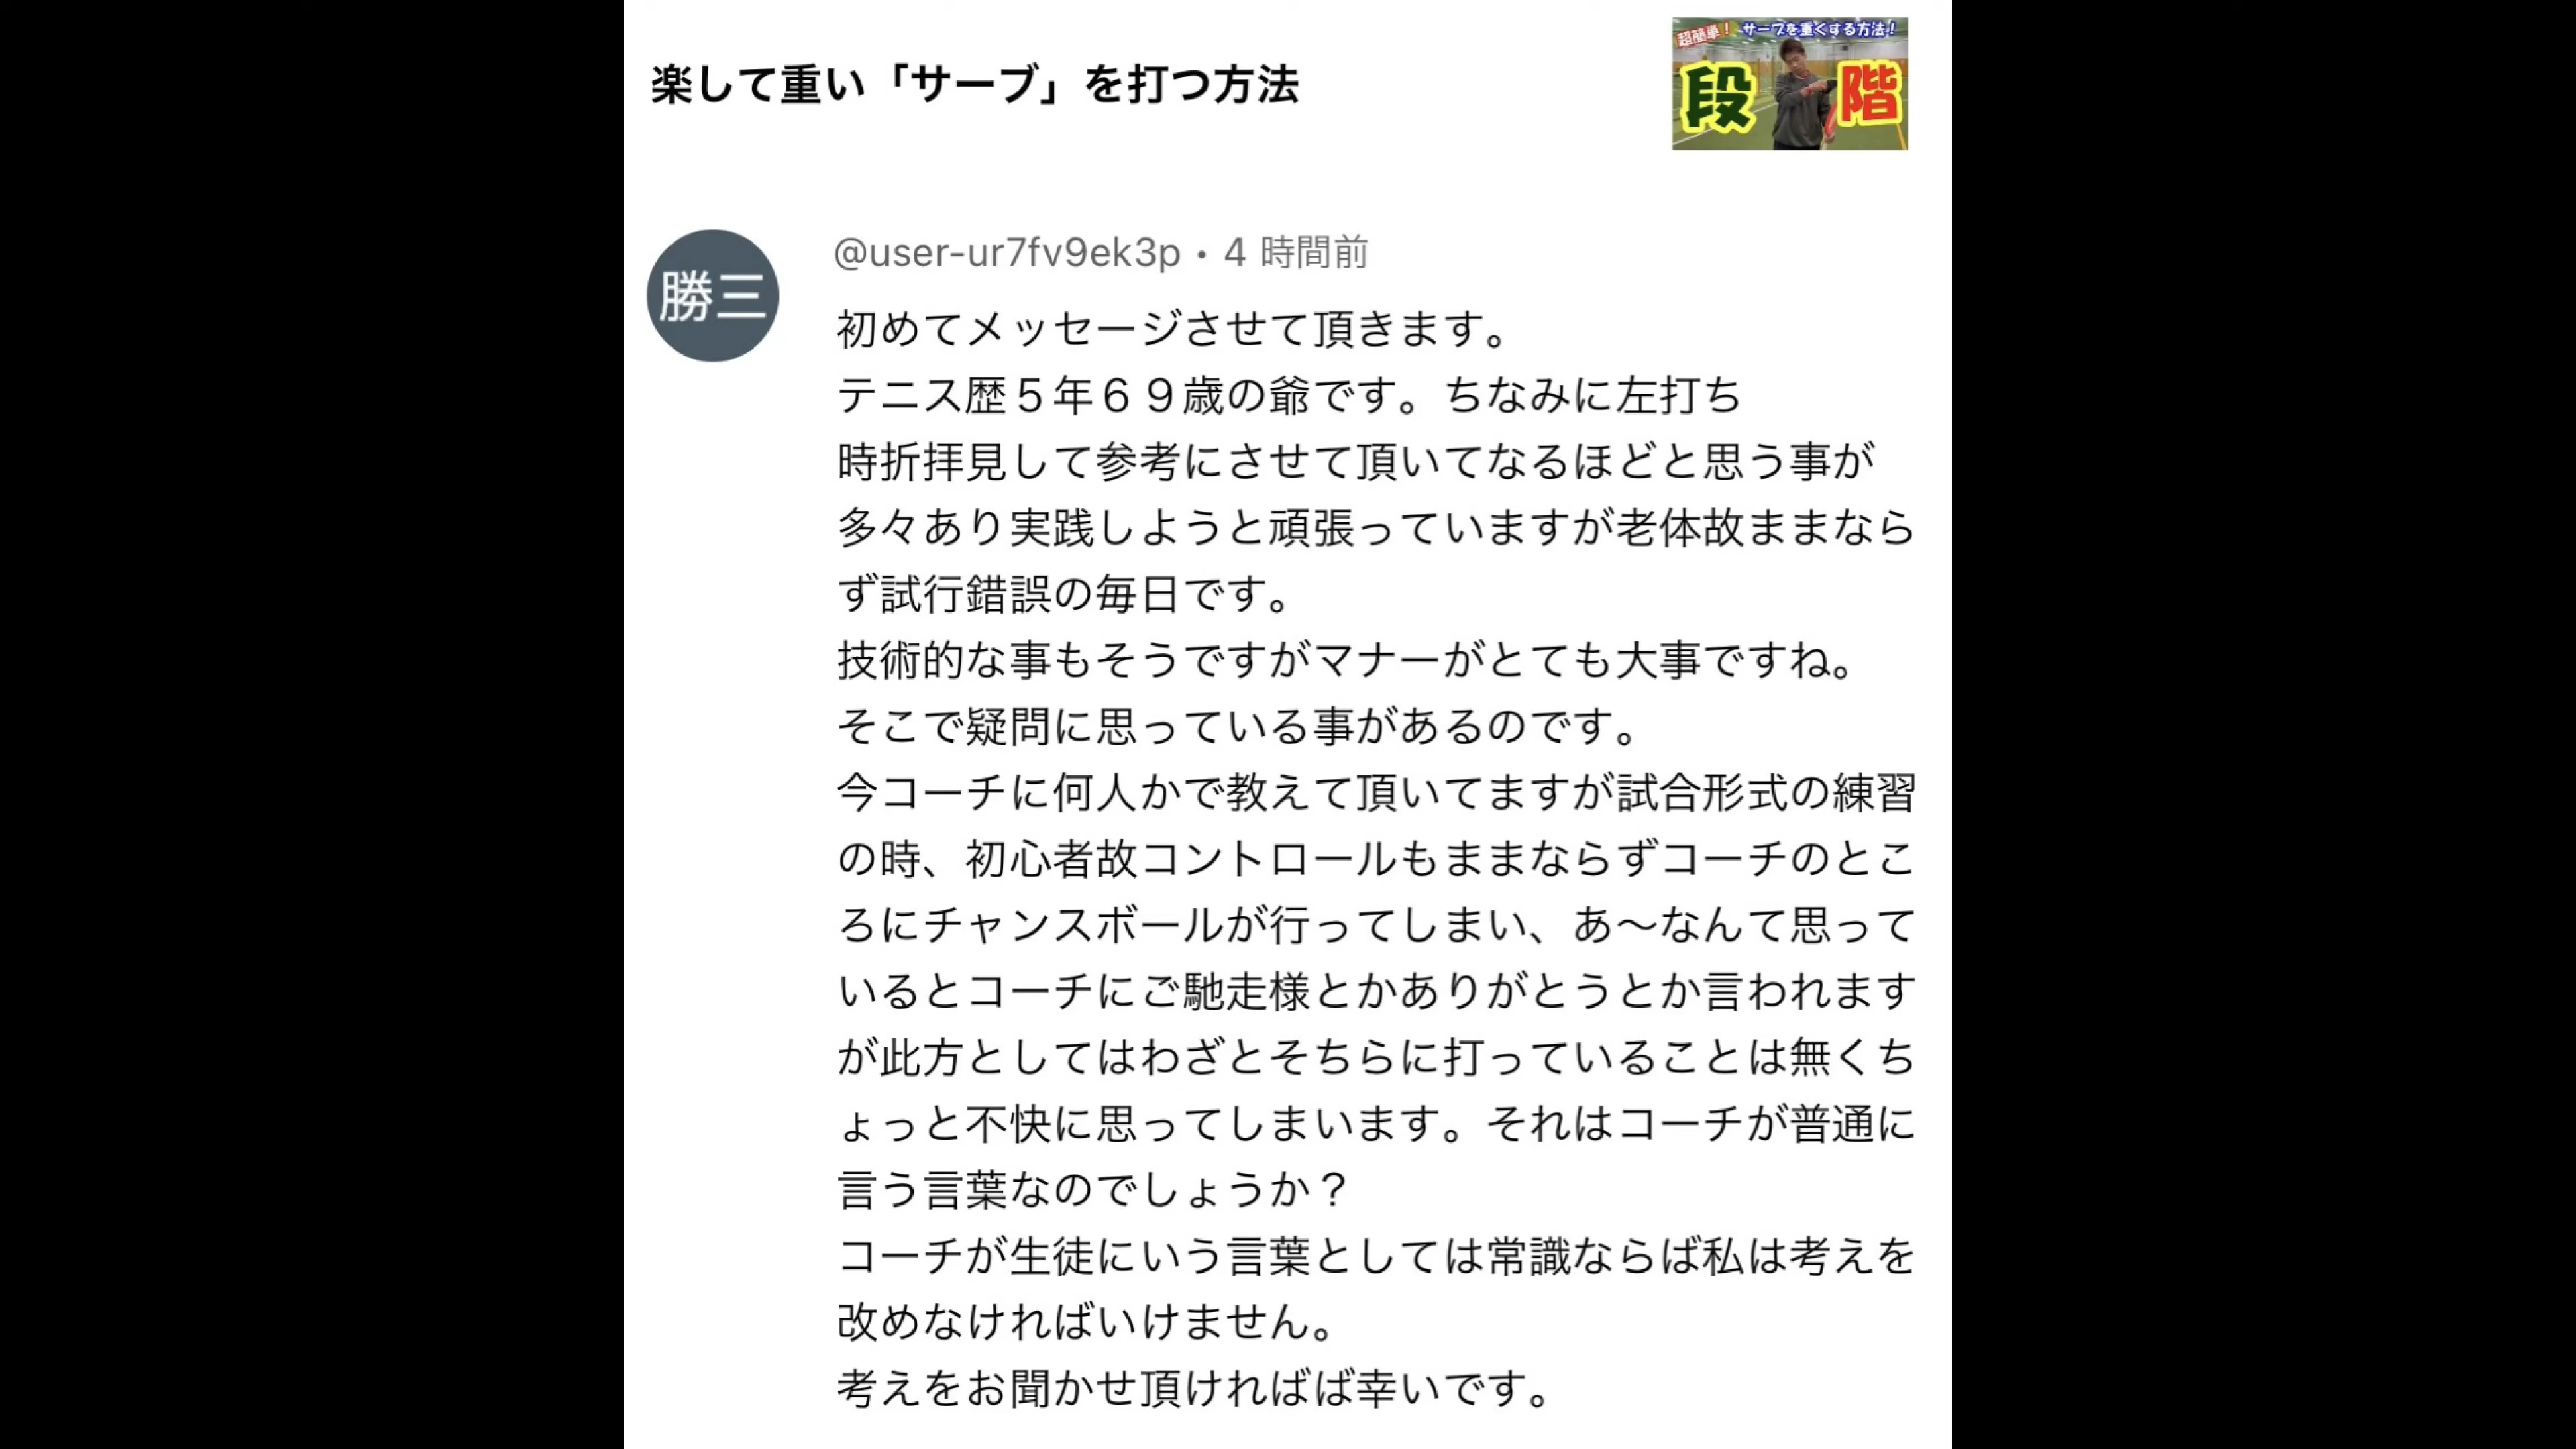 超簡単！ サーブを重くする方法！
楽して重い「サーブ」を打つ方法
段 階
勝三
@user-ur7fv9ek3p • 4 時間前
初めてメッセージさせて頂きます。
テニス歴５年６９歳の爺です。ちなみに左打ち
時折拝見して参考にさせて頂いてなるほどと思う事が
多々あり実践しようと頑張っていますが老体故ままなら
ず試行錯誤の毎日です。
技術的な事もそうですがマナーがとても大事ですね。
そこで疑問に思っている事があるのです。
今コーチに何人かで教えて頂いてますが試合形式の練習
の時、初心者故コントロールもままならずコーチのとこ
ろにチャンスボールが行ってしまい、あ〜なんて思って
いるとコーチにご馳走様とかありがとうとか言われます
が此方としてはわざとそちらに打っていることは無くち
ょっと不快に思ってしまいます。それはコーチが普通に
言う言葉なのでしょうか？
コーチが生徒にいう言葉としては常識ならば私は考えを
改めなければいけません。
考えをお聞かせ頂ければば幸いです。